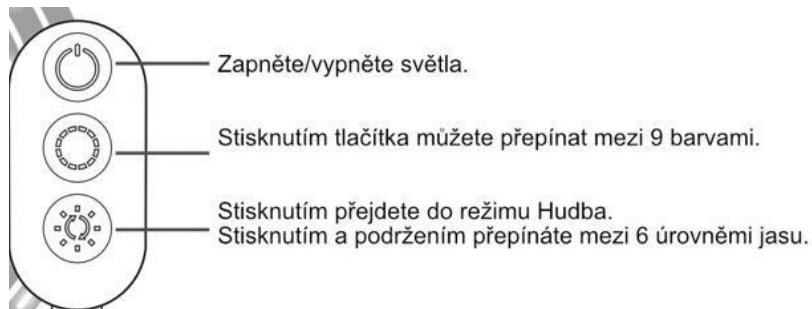 Zapněte/vypněte světla.
Stisknutím tlačítka můžete přepínat mezi 9 barvami.
Stisknutím přejdete do režimu Hudba.
Stisknutím a podržením přepínáte mezi 6 úrovněmi jasu.